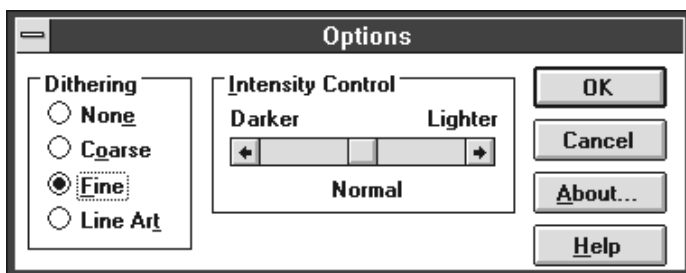 Options
Dithering
None
Coarse
Fine
Line Art
Intensity Control
Darker Lighter
Normal
OK
Cancel
About...
Help